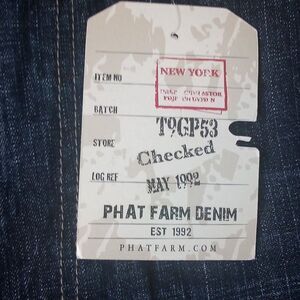 ITEM NO
NEW YORK
BATCH
T9GP53
STORE
Checked
LOG REF
MAY 1992
PHAT FARM DENIM
EST 1992
PHATFARM.COM